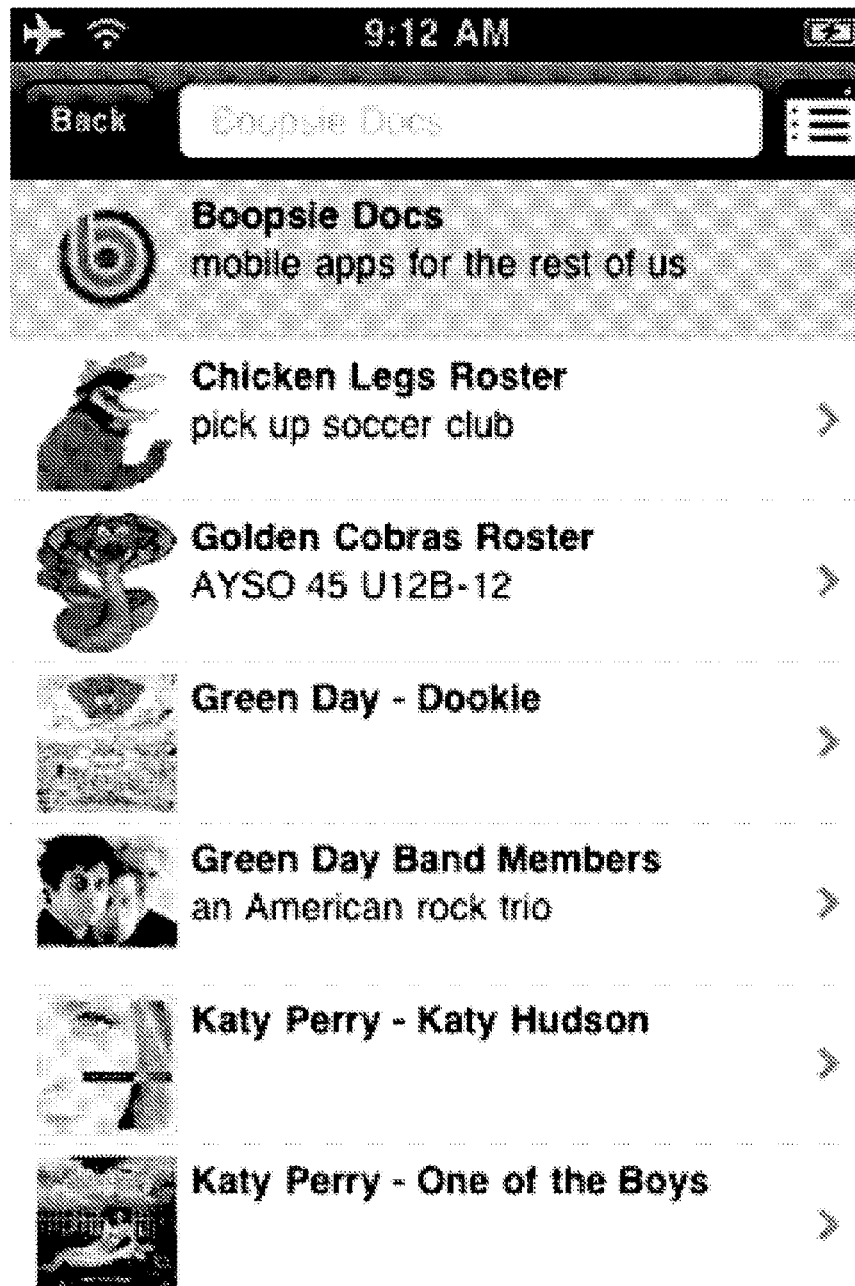 9:12 AM
Back
Boopsie Docs
Boopsie Docs
mobile apps for the rest of us
Chicken Legs Roster
pick up soccer club
Golden Cobras Roster
AYSO 45 U12B-12
Green Day - Dookie
Green Day Band Members
an American rock trio
Katy Perry - Katy Hudson
Katy Perry - One of the Boys